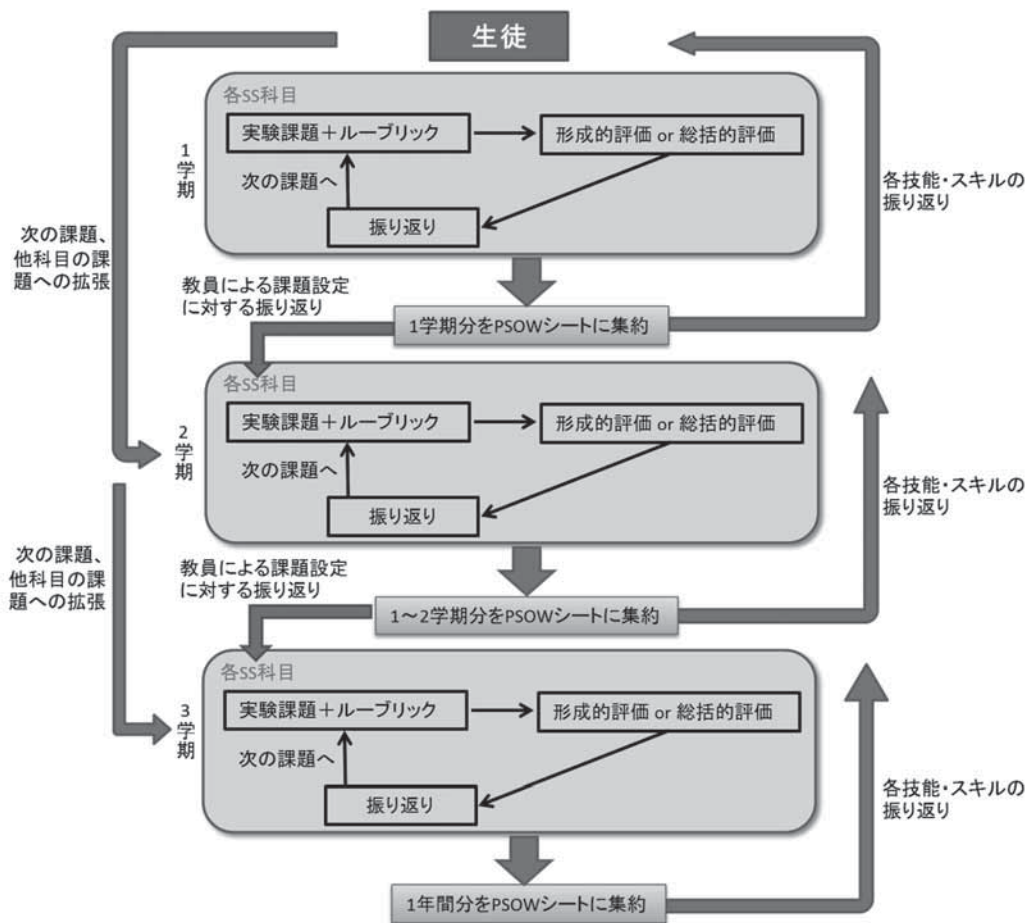 生徒
各SS科目
実験課題＋ルーブリック
形成的評価 or 総括的評価
1学期
次の課題へ
振り返り
各技能・スキルの
振り返り
次の課題、
他科目の課
題への拡張
教員による課題設定
に対する振り返り
1学期分をPSOWシートに集約
各SS科目
実験課題＋ルーブリック
形成的評価 or 総括的評価
2学期
次の課題へ
振り返り
各技能・スキルの
振り返り
次の課題、
他科目の課
題への拡張
教員による課題設定
に対する振り返り
1～2学期分をPSOWシートに集約
各SS科目
実験課題＋ルーブリック
形成的評価 or 総括的評価
3学期
次の課題へ
振り返り
各技能・スキルの
振り返り
1年間分をPSOWシートに集約